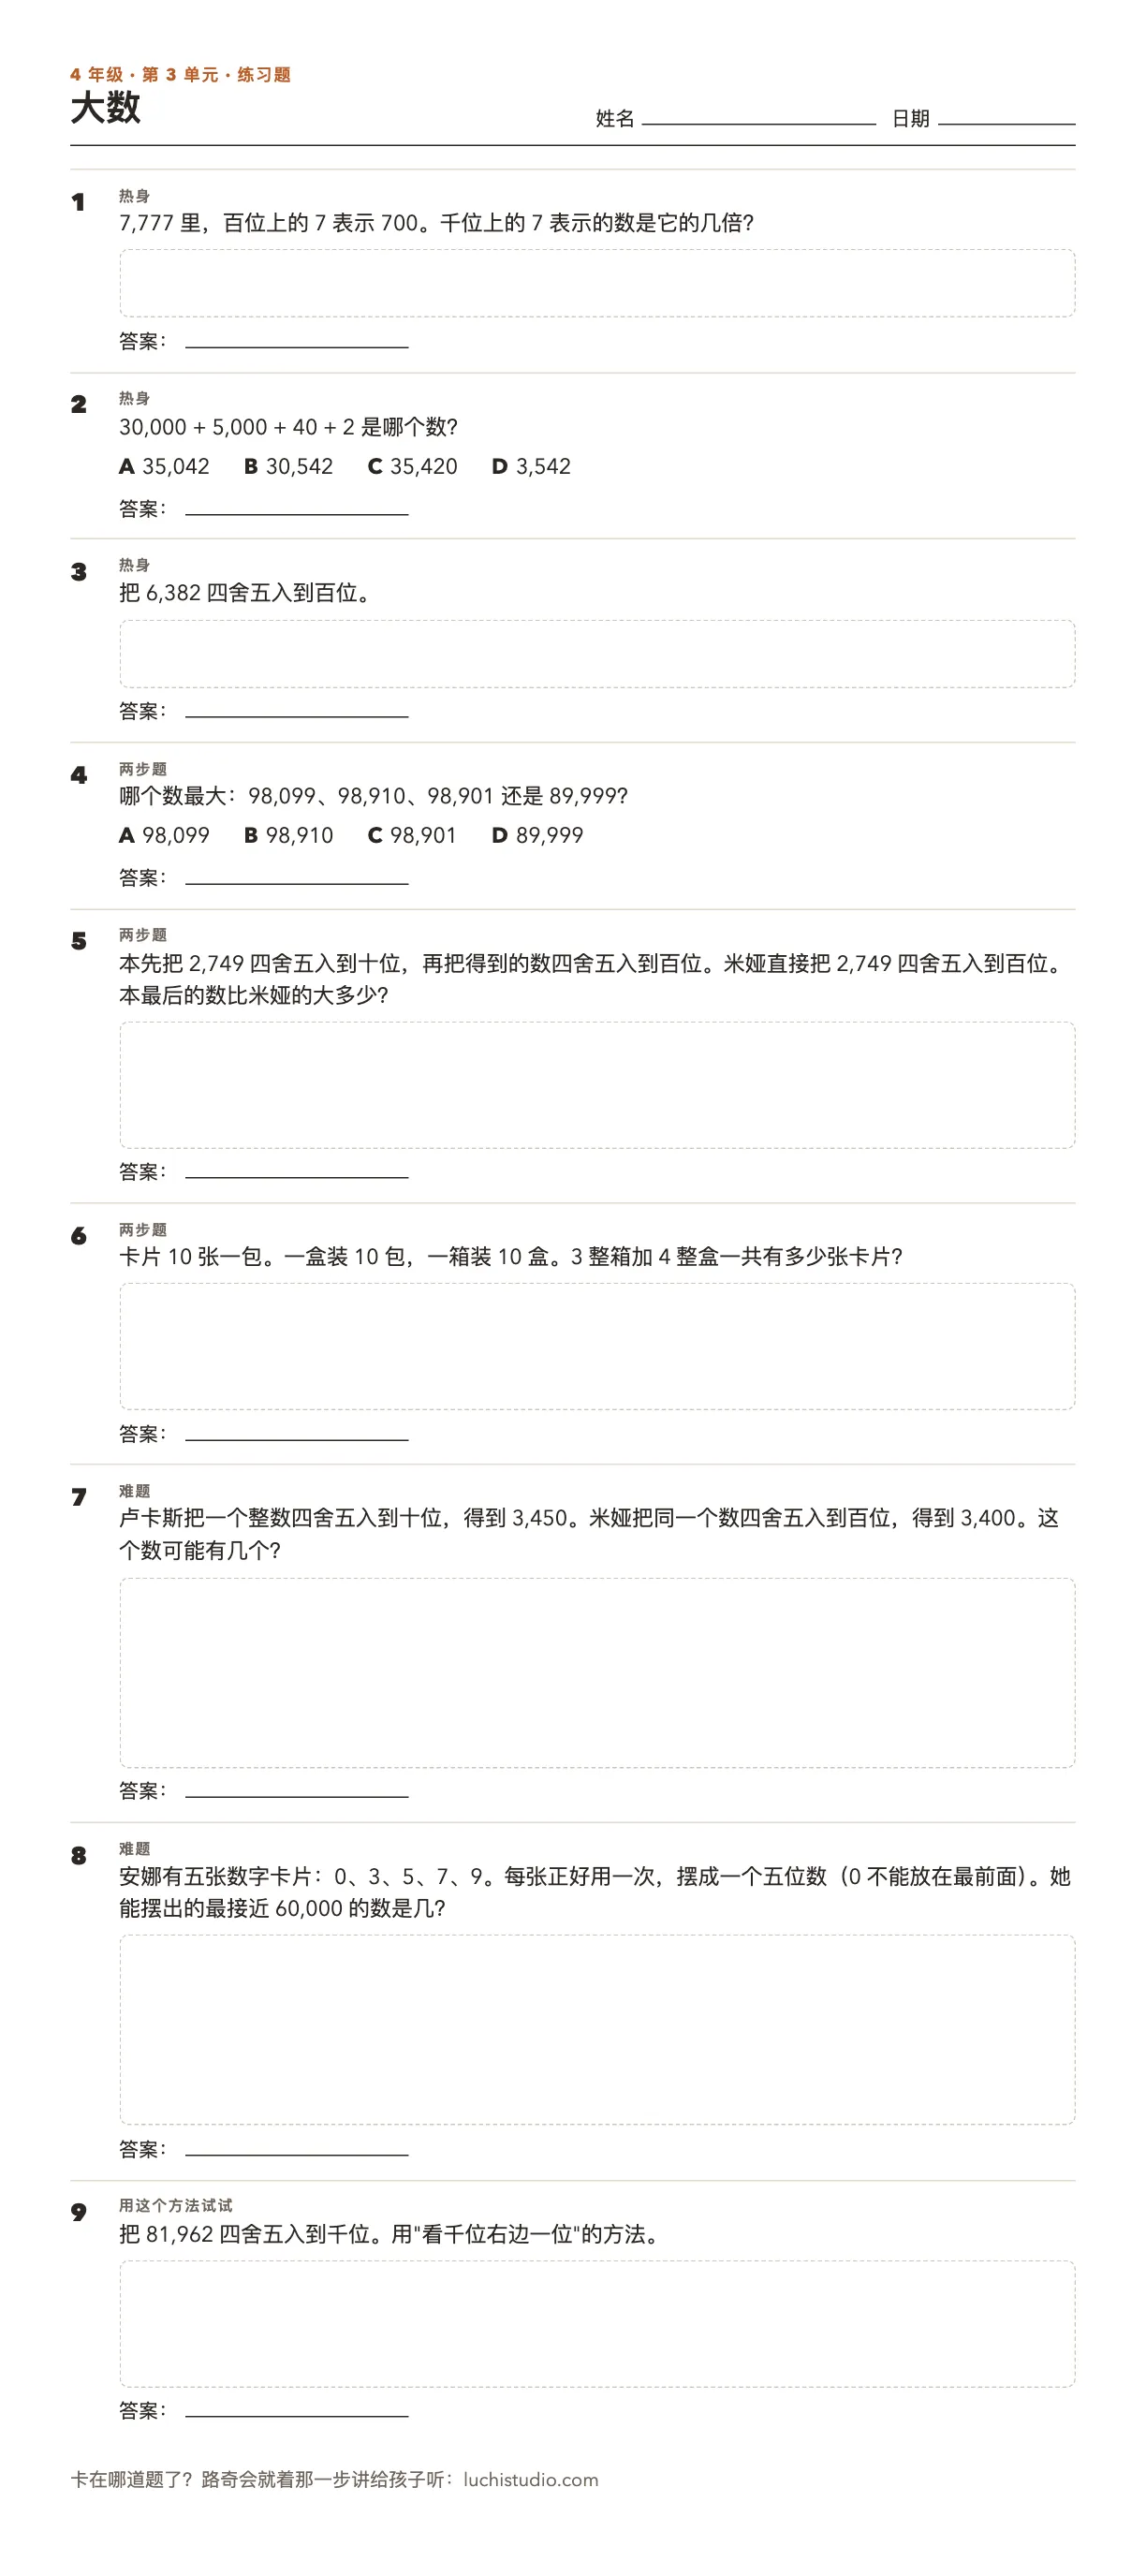 4 年级 · 第 3 单元 · 练习题
大数
姓名 日期
1 热身
7,777 里，百位上的 7 表示 700。千位上的 7 表示的数是它的几倍?
答案：
2 热身
30,000 + 5,000 + 40 + 2 是哪个数?
A 35,042 B 30,542 C 35,420 D 3,542
答案：
3 热身
把 6,382 四舍五入到百位。
答案：
4 两步题
哪个数最大：98,099、98,910、98,901 还是 89,999?
A 98,099 B 98,910 C 98,901 D 89,999
答案：
5 两步题
本先把 2,749 四舍五入到十位，再把得到的数四舍五入到百位。米娅直接把 2,749 四舍五入到百位。
本最后的数比米娅的大多少?
答案：
6 两步题
卡片 10 张一包。一盒装 10 包，一箱装 10 盒。3 整箱加 4 整盒一共有多少张卡片?
答案：
7 难题
卢卡斯把一个整数四舍五入到十位，得到 3,450。米娅把同一个数四舍五入到百位，得到 3,400。这
个数可能有几个?
答案：
8 难题
安娜有五张数字卡片：0、3、5、7、9。每张正好用一次，摆成一个五位数（0 不能放在最前面）。她
能摆出的最接近 60,000 的数是几?
答案：
9 用这个方法试试
把 81,962 四舍五入到千位。用"看千位右边一位"的方法。
答案：
卡在哪道题了？路奇会就着那一步讲给孩子听：luchistudio.com